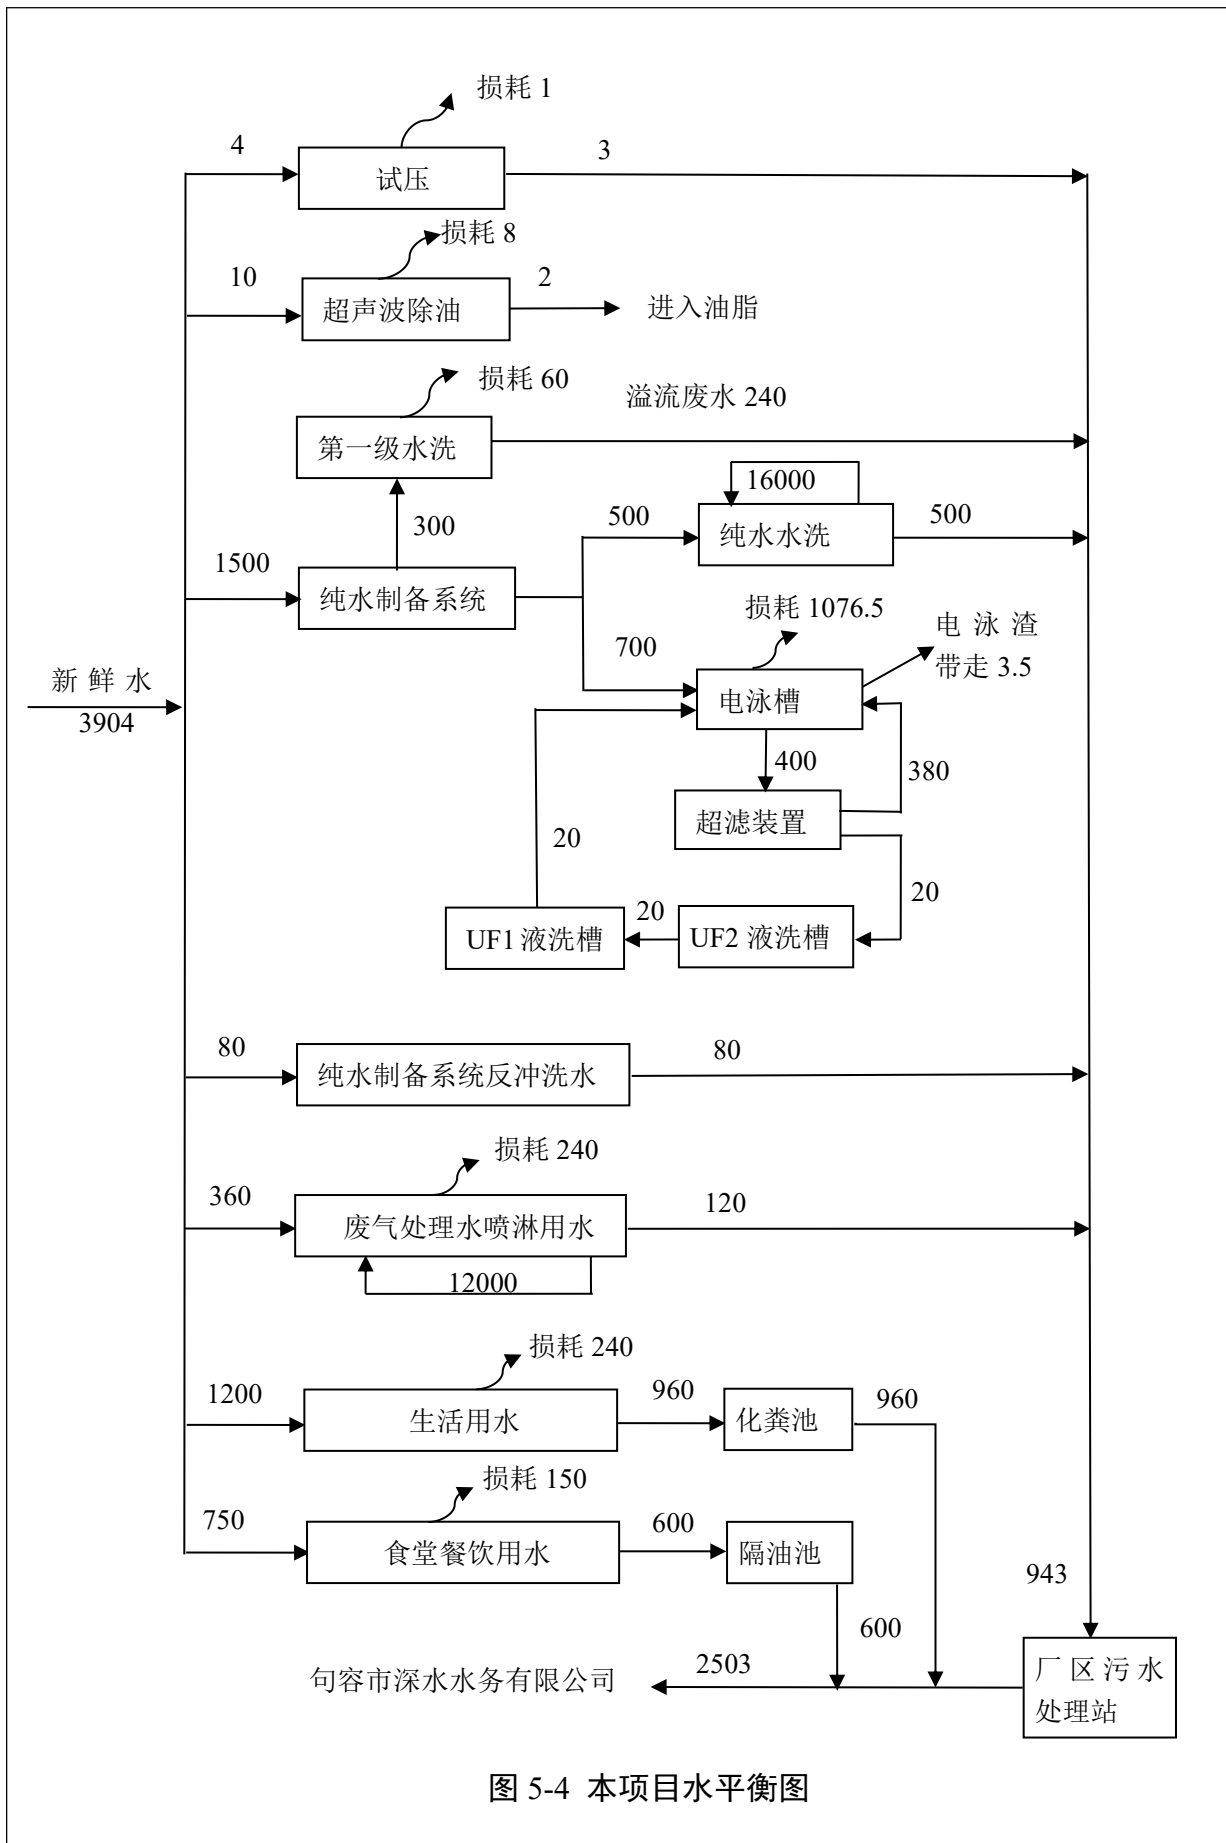 损耗 1
4
3
试压
损耗 8
10
2
超声波除油
进入油脂
损耗 60
溢流废水 240
第一级水洗
16000
300
500
500
纯水水洗
1500
纯水制备系统
损耗 1076.5
电 泳 渣
带走 3.5
700
新 鲜 水
3904
电泳槽
400
380
超滤装置
20
20
20
UF1 液洗槽
UF2 液洗槽
80
80
纯水制备系统反冲洗水
损耗 240
360
120
废气处理水喷淋用水
12000
损耗 240
1200
960
960
生活用水
化粪池
损耗 150
750
600
食堂餐饮用水
隔油池
943
600
2503
句容市深水水务有限公司
厂 区 污 水
处理站
图 5-4 本项目水平衡图